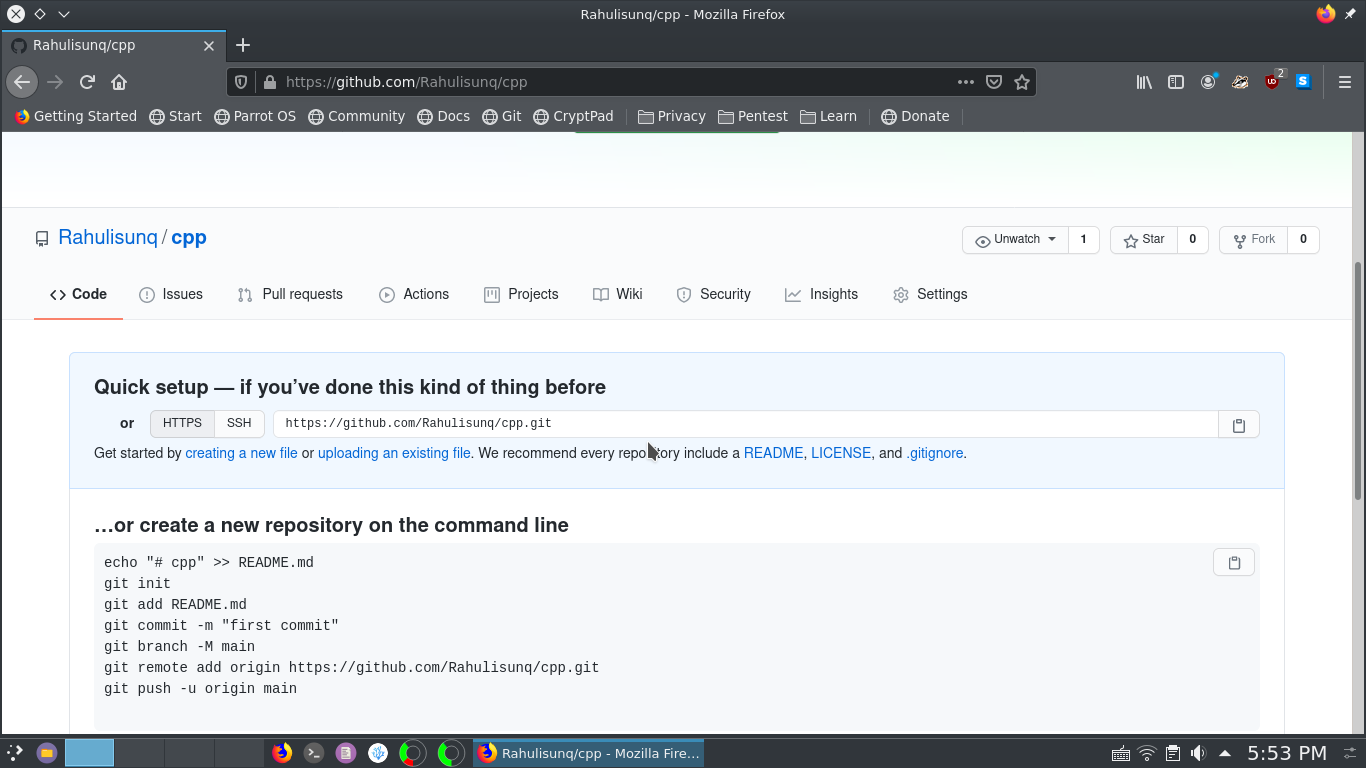 Rahulisunq/cpp - Mozilla Firefox
Rahulisunq/cpp
https://github.com/Rahulisunq/cpp
2
S
Getting Started Start Parrot OS Community Docs Git CryptPad Privacy Pentest Learn Donate
Rahulisunq / cpp
Unwatch 1 Star 0 Fork 0
Code Issues Pull requests Actions Projects Wiki Security Insights Settings
Quick setup — if you’ve done this kind of thing before
or HTTPS SSH https://github.com/Rahulisunq/cpp.git
Get started by creating a new file or uploading an existing file. We recommend every repository include a README, LICENSE, and .gitignore.
…or create a new repository on the command line
echo "# cpp" >> README.md
git init
git add README.md
git commit -m "first commit"
git branch -M main
git remote add origin https://github.com/Rahulisunq/cpp.git
git push -u origin main
Rahulisunq/cpp - Mozilla Fire...
5:53 PM